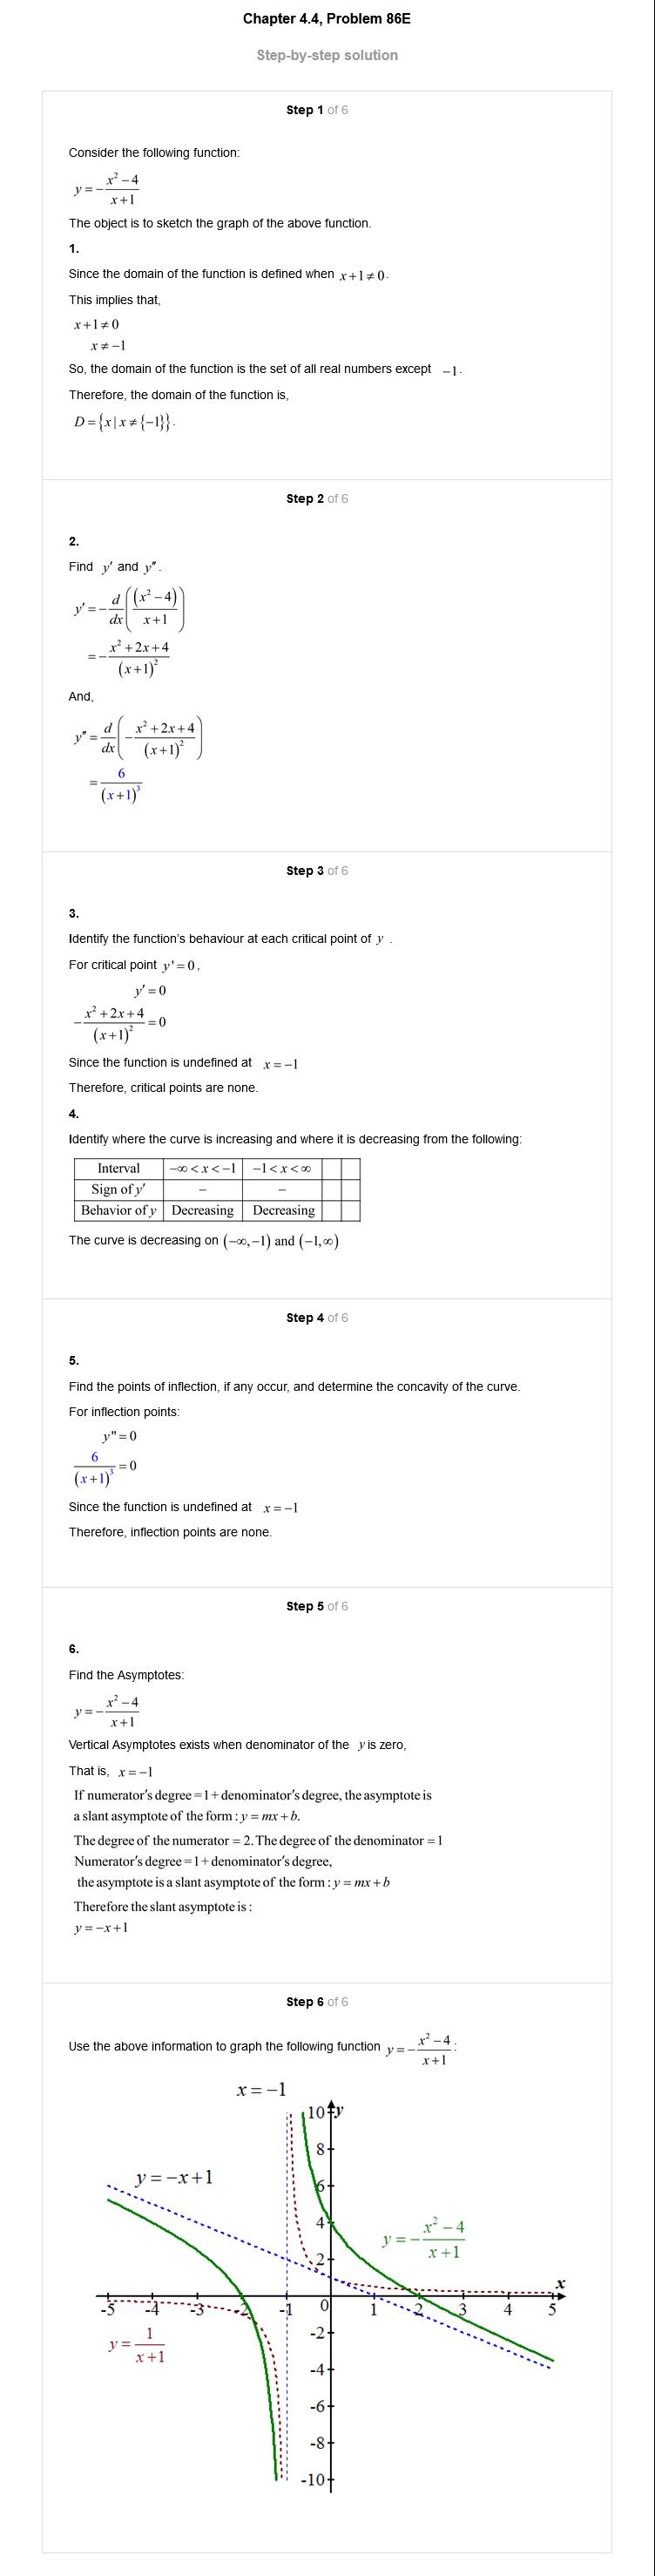 Chapter 4.4, Problem 86E
Step-by-step solution
Step 1 of 6
Consider the following function:
y = -\frac{x^2 - 4}{x + 1}
The object is to sketch the graph of the above function.
1.
Since the domain of the function is defined when x + 1 ≠ 0.
This implies that,
x + 1 ≠ 0
x ≠ -1
So, the domain of the function is the set of all real numbers except -1.
Therefore, the domain of the function is,
D = {x | x ≠ {-1}}.
Step 2 of 6
2.
Find y′ and y″.
y′ = -\frac{d}{dx}\left(\frac{(x^2 - 4)}{x + 1}\right)
= -\frac{x^2 + 2x + 4}{(x + 1)^2}
And,
y″ = \frac{d}{dx}\left(-\frac{x^2 + 2x + 4}{(x + 1)^2}\right)
= \frac{6}{(x + 1)^3}
Step 3 of 6
3.
Identify the function's behaviour at each critical point of y .
For critical point y' = 0,
y′ = 0
-\frac{x^2 + 2x + 4}{(x + 1)^2} = 0
Since the function is undefined at x = -1
Therefore, critical points are none.
4.
Identify where the curve is increasing and where it is decreasing from the following:
Interval -∞ < x < -1 -1 < x < ∞
Sign of y′ - -
Behavior of y Decreasing Decreasing
The curve is decreasing on (-∞, -1) and (-1, ∞)
Step 4 of 6
5.
Find the points of inflection, if any occur, and determine the concavity of the curve.
For inflection points:
y" = 0
\frac{6}{(x + 1)^3} = 0
Since the function is undefined at x = -1
Therefore, inflection points are none.
Step 5 of 6
6.
Find the Asymptotes:
y = -\frac{x^2 - 4}{x + 1}
Vertical Asymptotes exists when denominator of the y is zero,
That is, x = -1
If numerator's degree = 1 + denominator's degree, the asymptote is
a slant asymptote of the form : y = mx + b.
The degree of the numerator = 2. The degree of the denominator = 1
Numerator's degree = 1 + denominator's degree,
the asymptote is a slant asymptote of the form : y = mx + b
Therefore the slant asymptote is :
y = -x + 1
Step 6 of 6
Use the above information to graph the following function y = -\frac{x^2 - 4}{x + 1}.
x = -1
10 y
8
y = -x + 1
6
4
y = -\frac{x^2 - 4}{x + 1}
2
x
-5 -4 -3 -2 -1 0 1 2 3 4 5
y = \frac{1}{x + 1}
-2
-4
-6
-8
-10